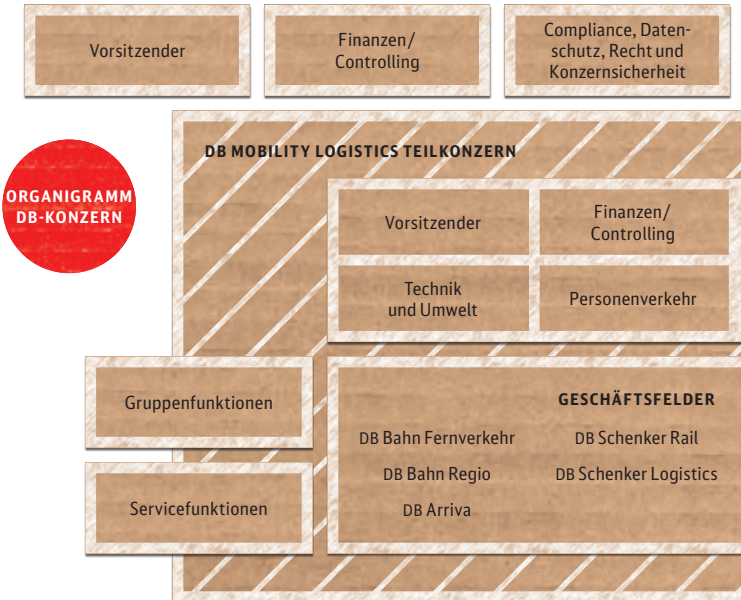 Vorsitzender
Finanzen/
Controlling
Compliance, Daten-
schutz, Recht und
Konzernsicherheit
ORGANIGRAMM
DB-KONZERN
DB MOBILITY LOGISTICS TEILKONZERN
Vorsitzender
Finanzen/
Controlling
Technik
und Umwelt
Personenverkehr
Gruppenfunktionen
Servicefunktionen
GESCHÄFTSFELDER
DB Bahn Fernverkehr
DB Bahn Regio
DB Arriva
DB Schenker Rail
DB Schenker Logistics